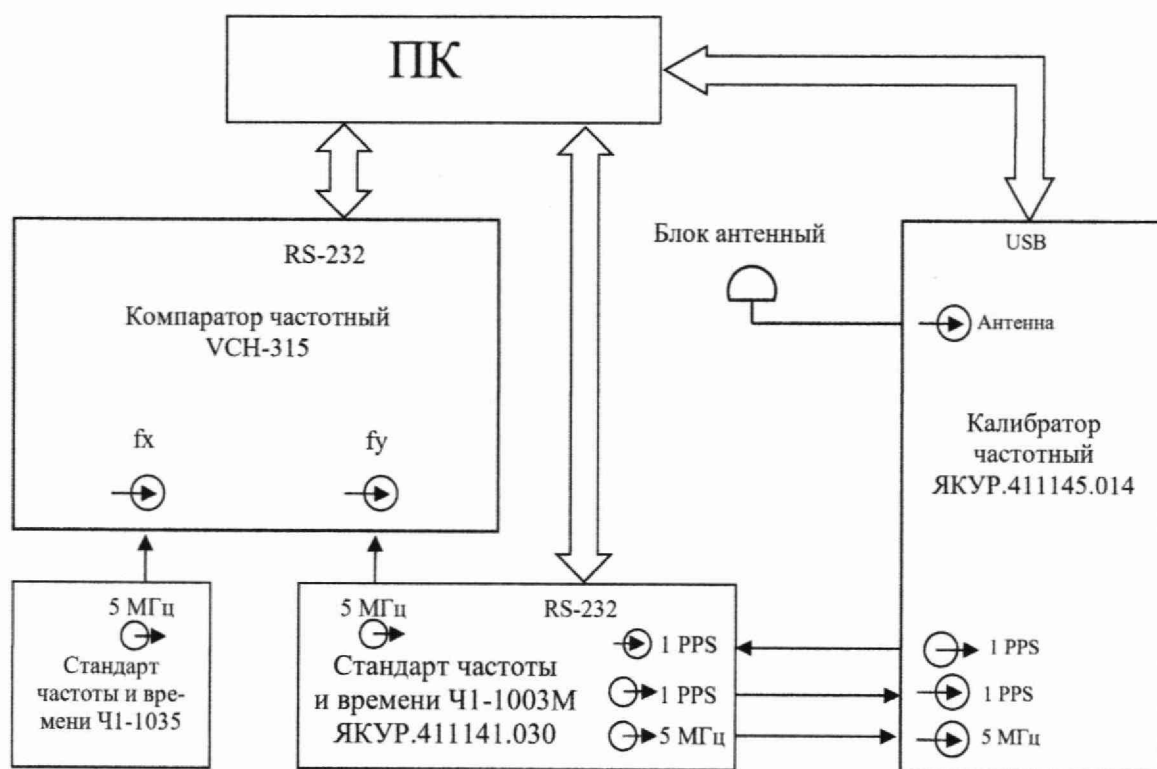 ПК
RS-232
Компаратор частотный
VCH-315
fx
fy
Блок антенный
USB
Антенна
Калибратор
частотный
ЯКУР.411145.014
5 МГц
Стандарт
частоты и вре-
мени Ч1-1035
5 МГц
RS-232
1 PPS
Стандарт частоты
и времени Ч1-1003М
ЯКУР.411141.030
1 PPS
5 МГц
1 PPS
1 PPS
5 МГц